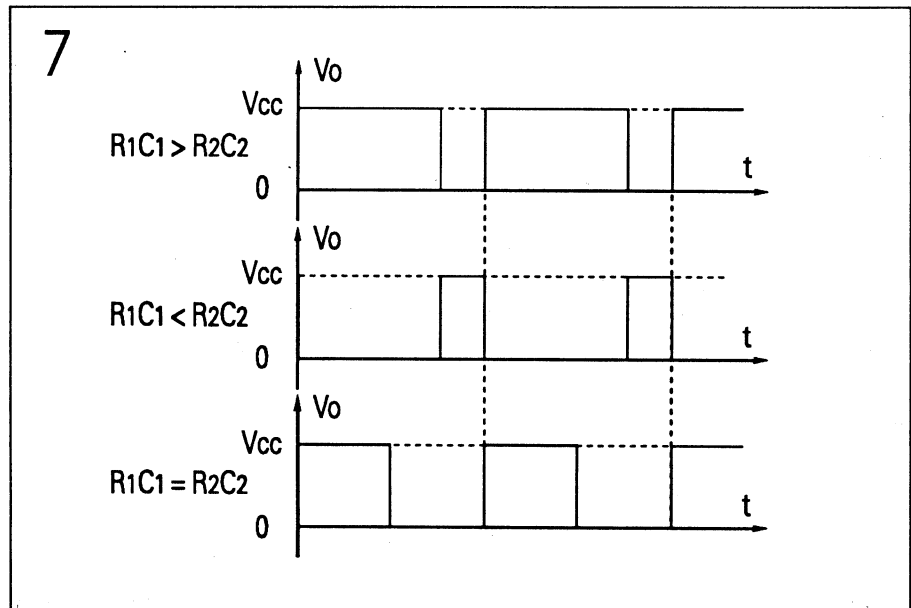 7
Vo
Vcc
R1C1 > R2C2
t
0
Vo
Vcc
R1C1 < R2C2
t
0
Vo
Vcc
R1C1 = R2C2
t
0